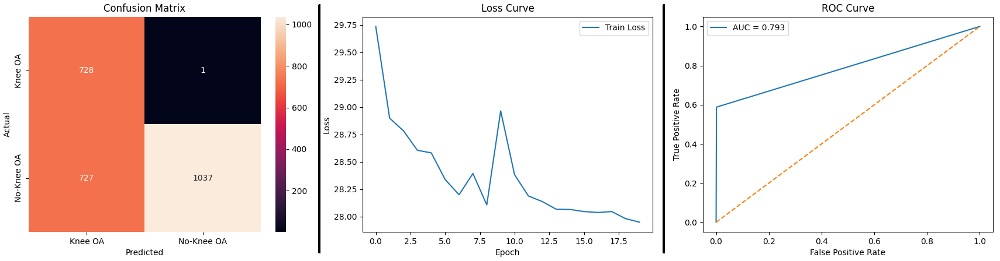 Confusion Matrix
Knee OA
No-Knee OA
Actual
728
1
727
1037
Knee OA
No-Knee OA
Predicted
1000
800
600
400
200
Loss Curve
Train Loss
29.75
29.50
29.25
29.00
28.75
28.50
28.25
28.00
Loss
0.0
2.5
5.0
7.5
10.0
12.5
15.0
17.5
Epoch
ROC Curve
AUC = 0.793
1.0
0.8
0.6
0.4
0.2
0.0
True Positive Rate
0.0
0.2
0.4
0.6
0.8
1.0
False Positive Rate